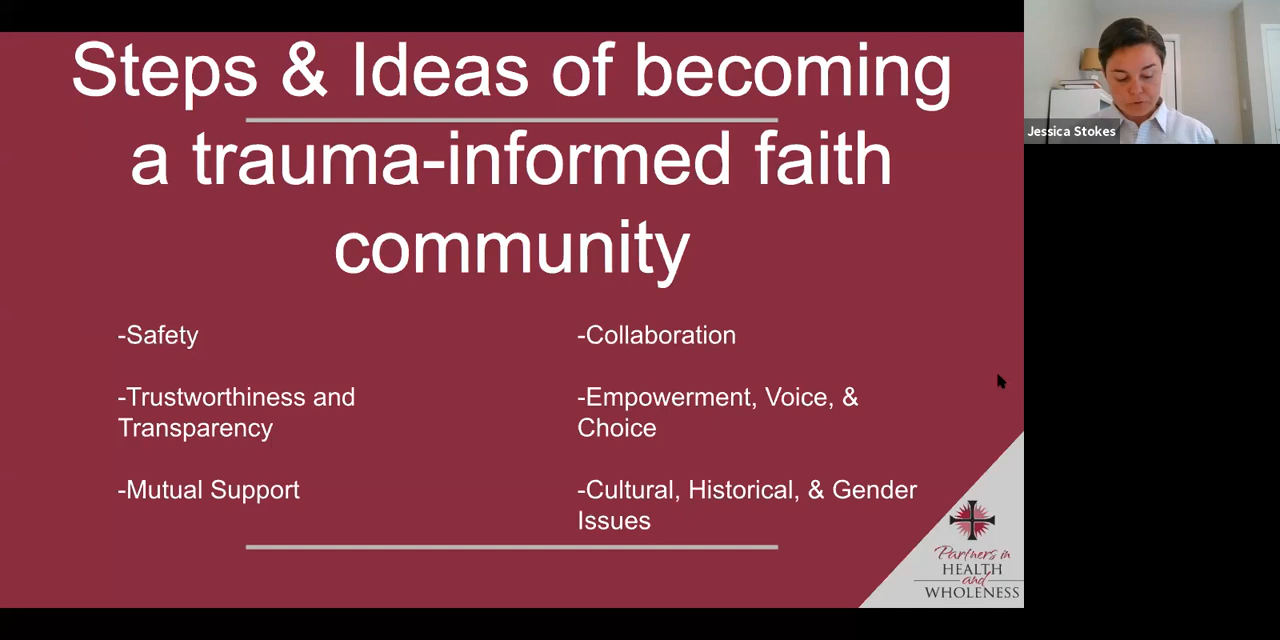 Steps & Ideas of becoming
a trauma-informed faith
community
-Safety
-Trustworthiness and
Transparency
-Mutual Support
-Collaboration
-Empowerment, Voice, &
Choice
-Cultural, Historical, & Gender
Issues
Partners in
HEALTH
and
WHOLENESS
Jessica Stokes